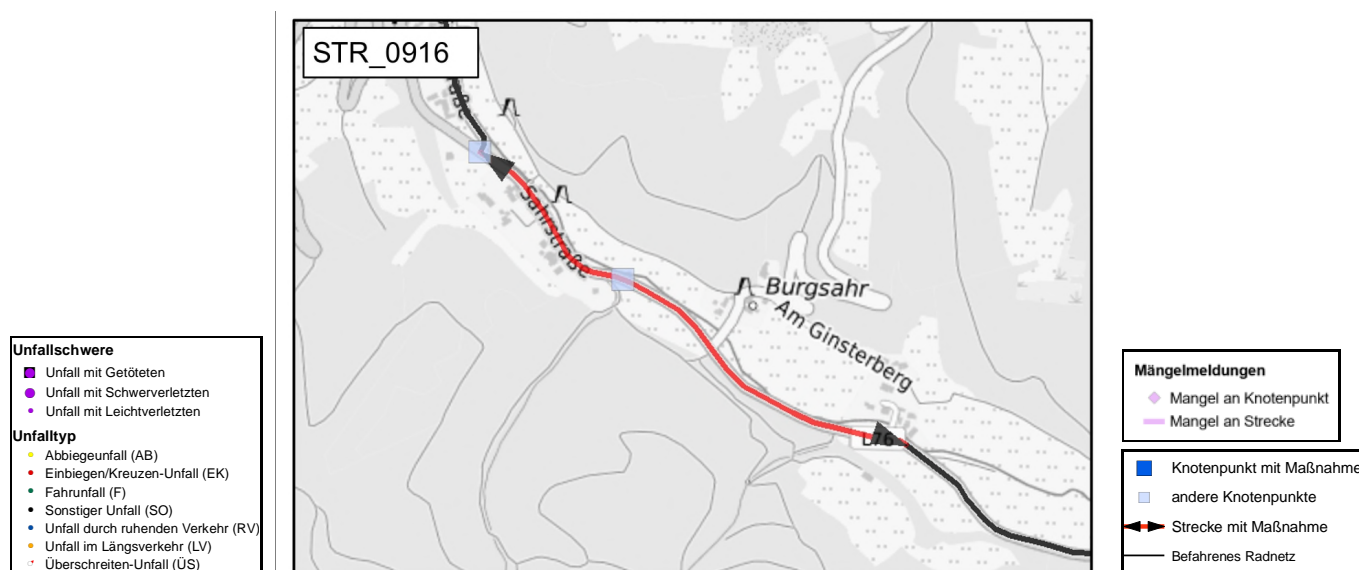 STR_0916
Sahrstraße
Burgsahr
Am Ginsterberg
Unfallschwere
Unfall mit Getöteten
Unfall mit Schwerverletzten
Unfall mit Leichtverletzten
Unfalltyp
Abbiegeunfall (AB)
Einbiegen/Kreuzen-Unfall (EK)
Fahrunfall (F)
Sonstiger Unfall (SO)
Unfall durch ruhenden Verkehr (RV)
Unfall im Längsverkehr (LV)
Überschreiten-Unfall (ÜS)
Mängelmeldungen
Mangel an Knotenpunkt
Mangel an Strecke
Knotenpunkt mit Maßnahme
andere Knotenpunkte
Strecke mit Maßnahme
Befahrenes Radnetz